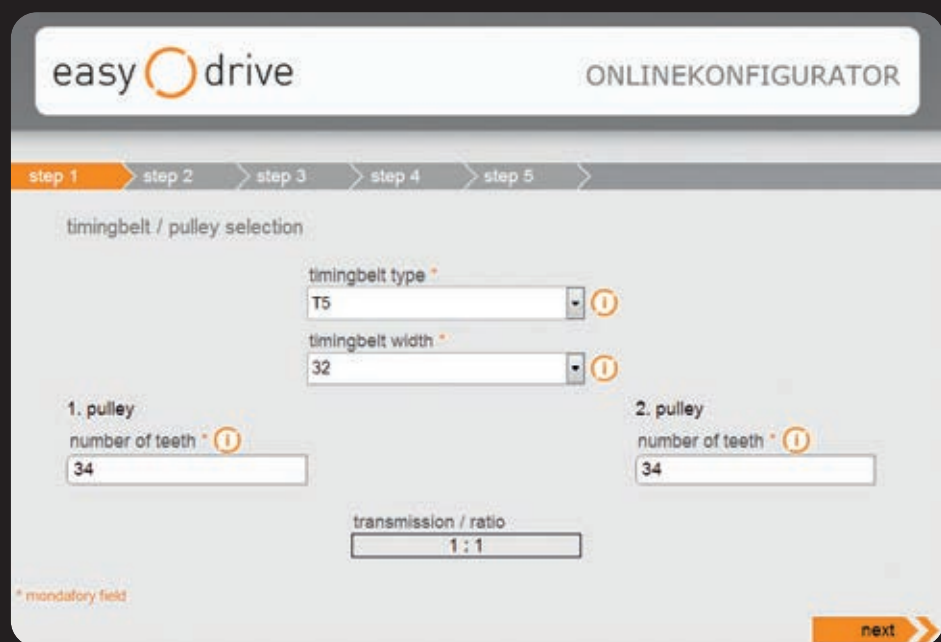 easy drive
ONLINEKONFIGURATOR
step 1 step 2 step 3 step 4 step 5
timingbelt / pulley selection
timingbelt type *
T5
timingbelt width *
32
1. pulley
number of teeth *
34
2. pulley
number of teeth *
34
transmission / ratio
1 : 1
* mondatory field
next